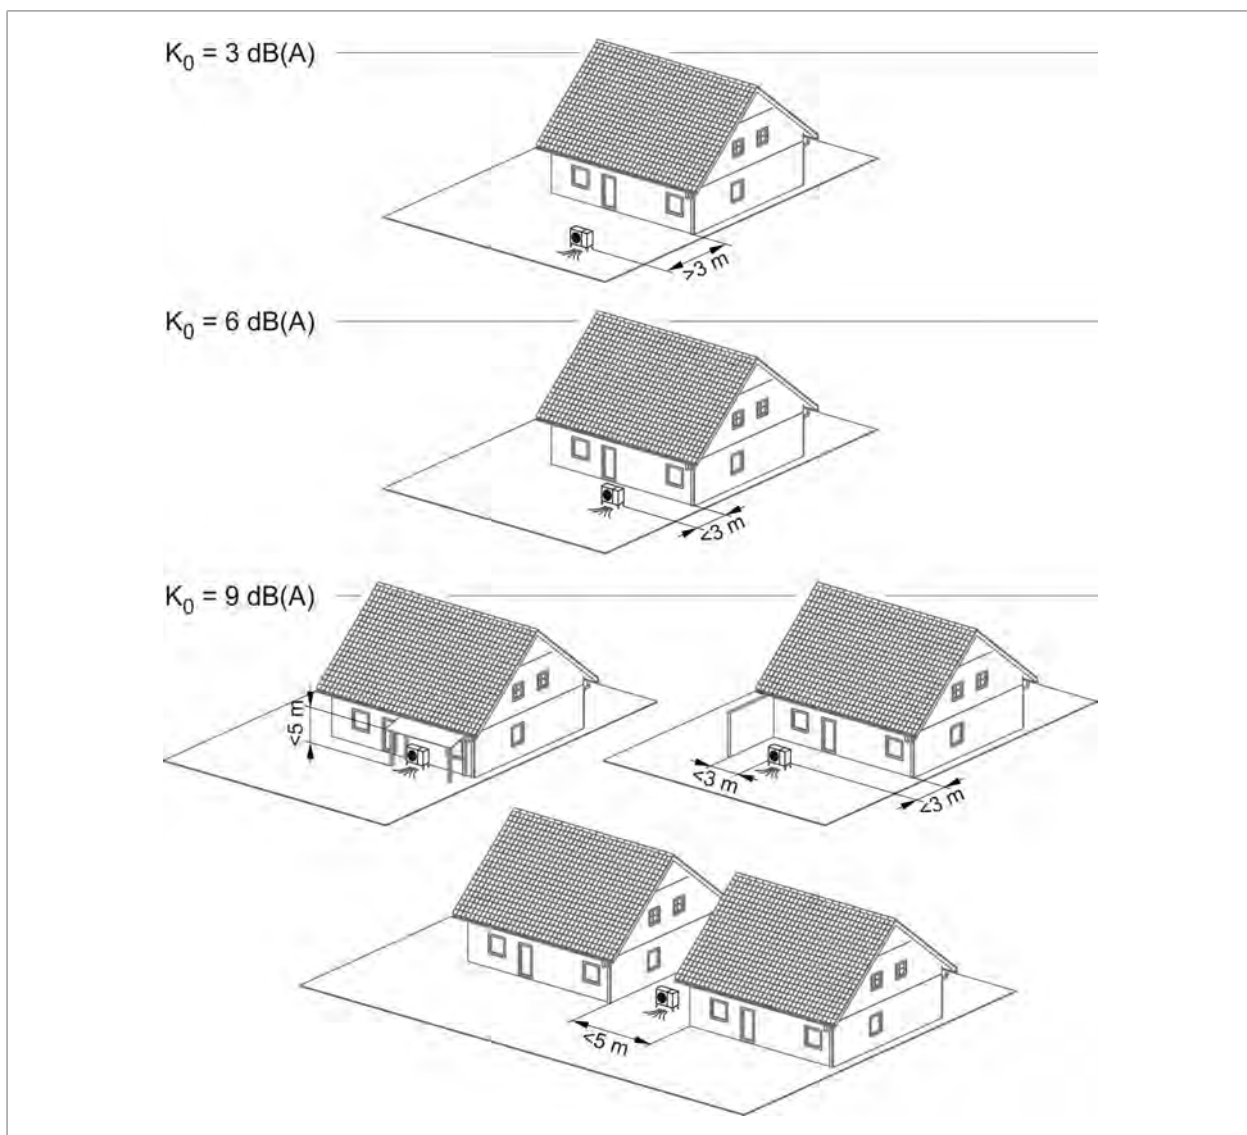 K₀ = 3 dB(A)
>3 m
K₀ = 6 dB(A)
<3 m
K₀ = 9 dB(A)
<5 m
<3 m
<3 m
<5 m